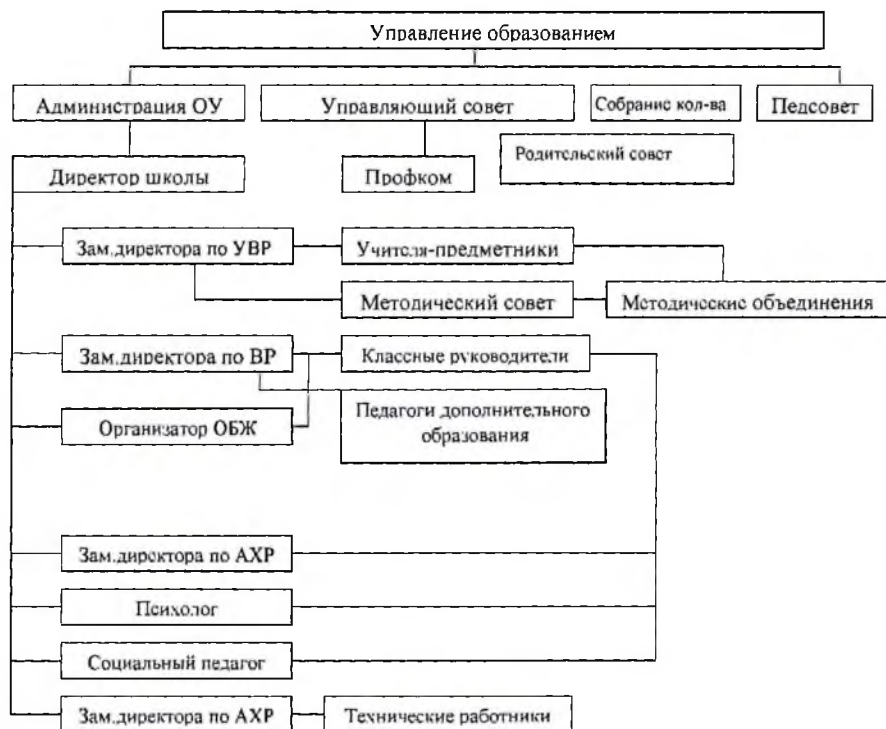 Управление образованием
Администрация ОУ
Управляющий совет
Собрание кол-ва
Педсовет
Родительский совет
Директор школы
Профком
Зам.директора по УВР
Учителя-предметники
Методический совет
Методические объединения
Зам.директора по ВР
Классные руководители
Педагоги дополнительного
образования
Организатор ОБЖ
Зам.директора по АХР
Психолог
Социальный педагог
Зам.директора по АХР
Технические работники